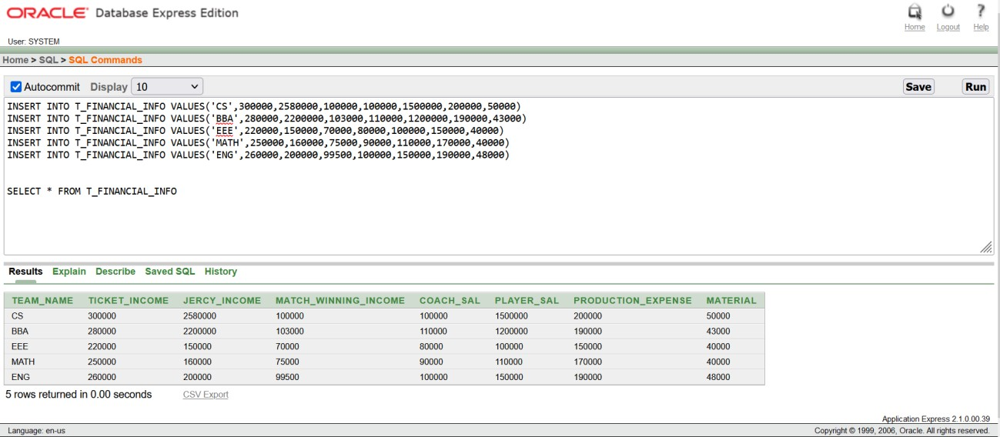 ORACLE® Database Express Edition
Home Logout Help
User: SYSTEM
Home > SQL > SQL Commands
Autocommit Display 10 Save Run
INSERT INTO T_FINANCIAL_INFO VALUES('CS',300000,2580000,100000,100000,1500000,200000,50000)
INSERT INTO T_FINANCIAL_INFO VALUES('BBA',280000,2200000,103000,110000,1200000,190000,43000)
INSERT INTO T_FINANCIAL_INFO VALUES('EEE',220000,150000,70000,80000,100000,150000,40000)
INSERT INTO T_FINANCIAL_INFO VALUES('MATH',250000,160000,75000,90000,110000,170000,40000)
INSERT INTO T_FINANCIAL_INFO VALUES('ENG',260000,200000,99500,100000,150000,190000,48000)
SELECT * FROM T_FINANCIAL_INFO
Results Explain Describe Saved SQL History
TEAM_NAME TICKET_INCOME JERCY_INCOME MATCH_WINNING_INCOME COACH_SAL PLAYER_SAL PRODUCTION_EXPENSE MATERIAL
CS 300000 2580000 100000 100000 1500000 200000 50000
BBA 280000 2200000 103000 110000 1200000 190000 43000
EEE 220000 150000 70000 80000 100000 150000 40000
MATH 250000 160000 75000 90000 110000 170000 40000
ENG 260000 200000 99500 100000 150000 190000 48000
5 rows returned in 0.00 seconds CSV Export
Application Express 2.1.0.00.39
Language: en-us Copyright © 1999, 2006, Oracle. All rights reserved.